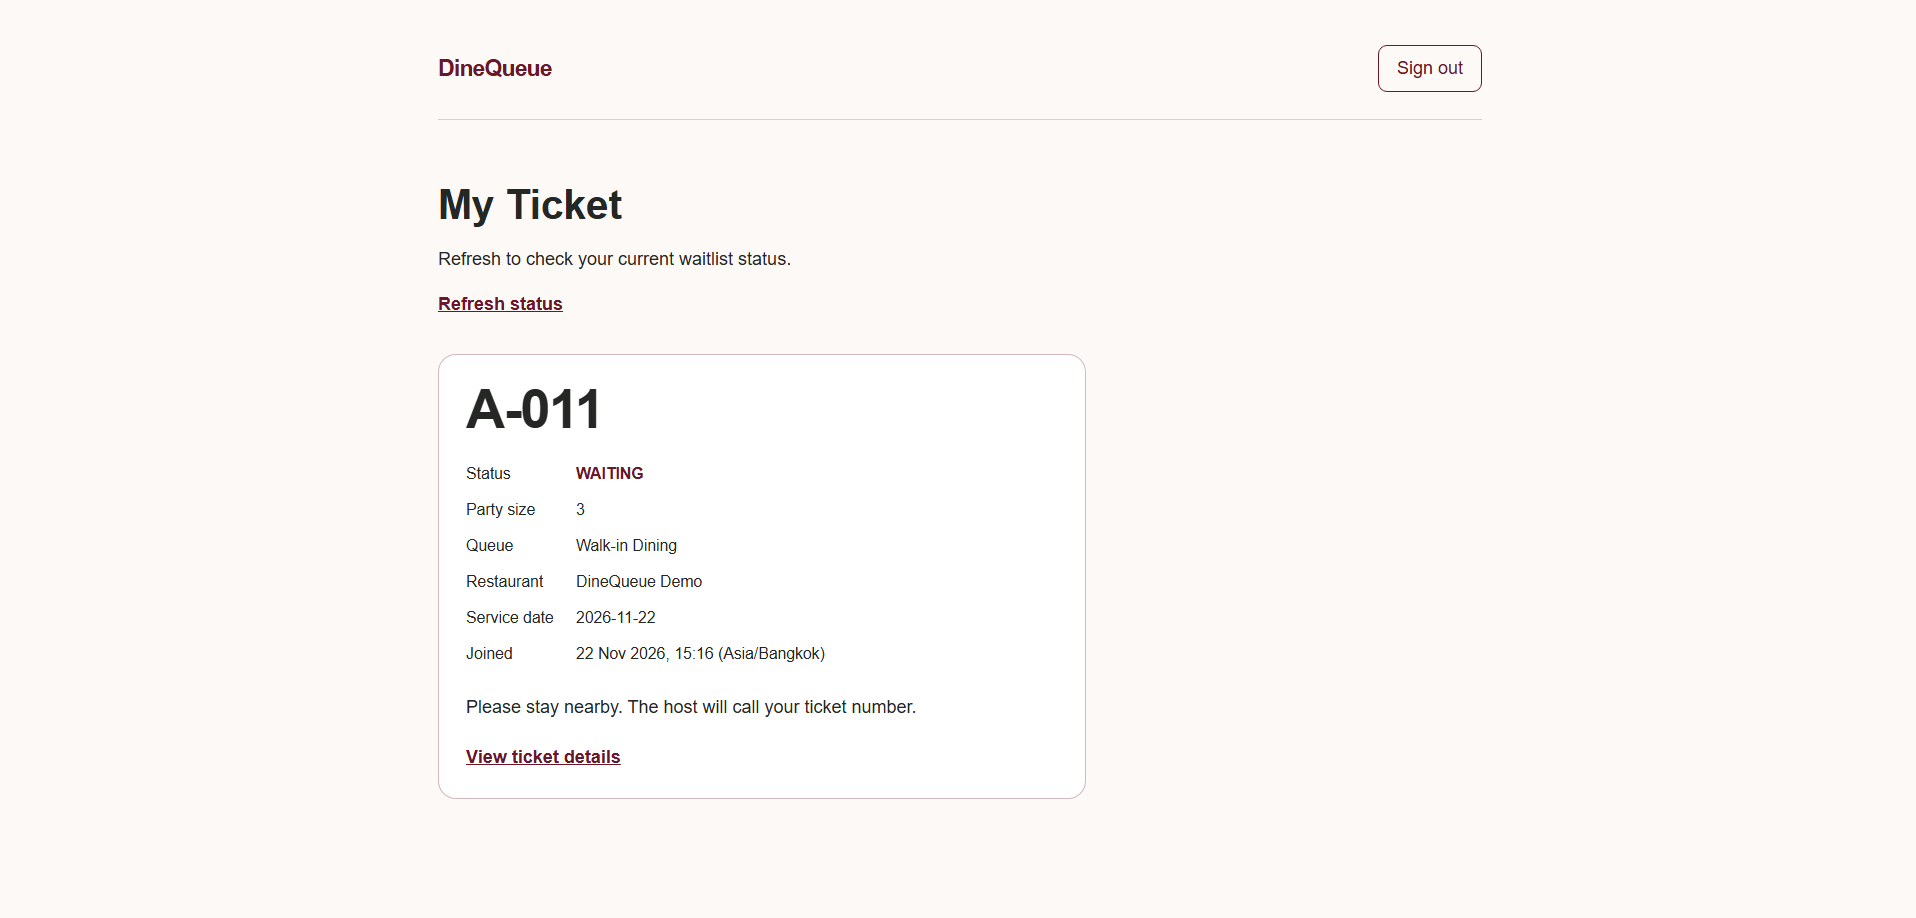 DineQueue
Sign out
My Ticket
Refresh to check your current waitlist status.
Refresh status
A-011
Status WAITING
Party size 3
Queue Walk-in Dining
Restaurant DineQueue Demo
Service date 2026-11-22
Joined 22 Nov 2026, 15:16 (Asia/Bangkok)
Please stay nearby. The host will call your ticket number.
View ticket details